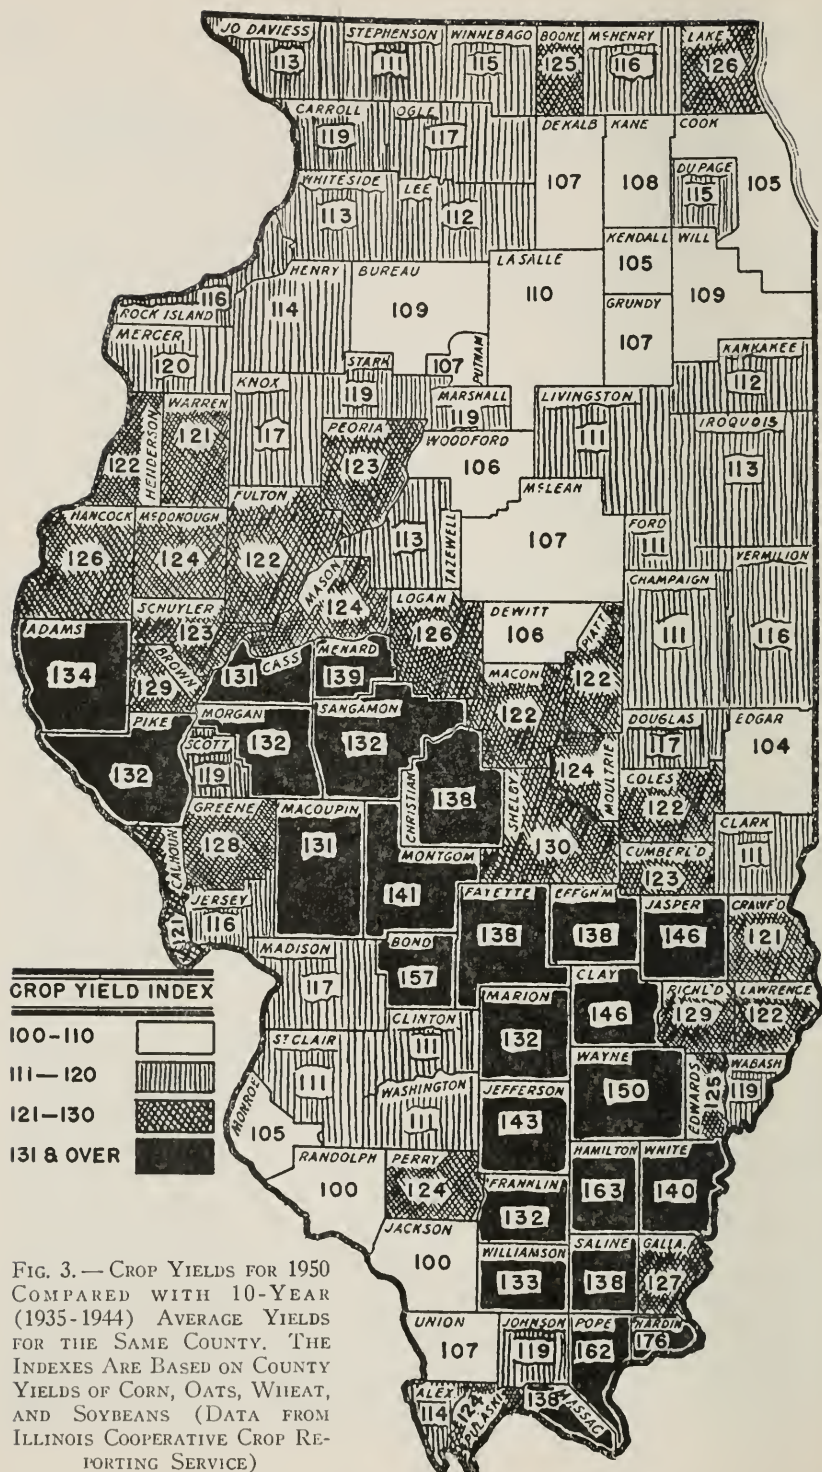 JO DAVIESS STEPHENSON WINNEBAGO BOONE McHENRY LAKE
113 111 115 125 116 126
CARROLL OGLE DEKALB KANE COOK
119 117 107 108 105
DUPAGE
115
WHITESIDE LEE
113 112
KENDALL WILL
105 109
HENRY BUREAU LASALLE
114 109 110
GRUNDY
107
116
ROCK ISLAND
MERCER
120
STARK 107 PUTNAM
119
KANKAKEE
112
KNOX MARSHALL LIVINGSTON
117 119 111
WARREN PEORIA IROQUOIS
121 123 113
122 HENDERSON
WOODFORD
106
FULTON McLEAN
122 107
HANCOCK McDONOUGH
126 124
113 TAZEWELL
FORD
111
VERMILION
116
MASON
124
LOGAN
126
CHAMPAIGN
111
SCHUYLER
123
DEWITT
106
PIATT
122
ADAMS
134
BROWN
129
131 CASS
MENARD
139
MACON
122
PIKE
132
MORGAN
132
SANGAMON
132
DOUGLAS
117
EDGAR
104
SCOTT
119
CHRISTIAN
138
124 MOULTRIE
COLES
122
SHELBY
130
GREENE
128
MACOUPIN
131
CALHOUN
121
MONTGOM
141
CUMBERL'D
123
CLARK
111
JERSEY
116
FAYETTE
138
EFFGH'M
138
JASPER
146
CRAWF'D
121
MADISON
117
BOND
157
CLAY
146
RICHL'D
129
LAWRENCE
122
MARION
132
CLINTON
111
ST CLAIR
111
WAYNE
150
EDWARDS
125
WABASH
119
WASHINGTON
111
JEFFERSON
143
MONROE
105
RANDOLPH
100
PERRY
124
HAMILTON
163
WHITE
140
FRANKLIN
132
JACKSON
100
WILLIAMSON
133
SALINE
138
GALLA.
127
UNION
107
JOHNSON
119
POPE
162
HARDIN
176
ALEX
114
124 PULASKI
138 MASSAC
CROP YIELD INDEX
100-110
111—120
121—130
131 & OVER
FIG. 3. — CROP YIELDS FOR 1950
COMPARED WITH 10-YEAR
(1935-1944) AVERAGE YIELDS
FOR THE SAME COUNTY. THE
INDEXES ARE BASED ON COUNTY
YIELDS OF CORN, OATS, WHEAT,
AND SOYBEANS (DATA FROM
ILLINOIS COOPERATIVE CROP RE-
PORTING SERVICE)